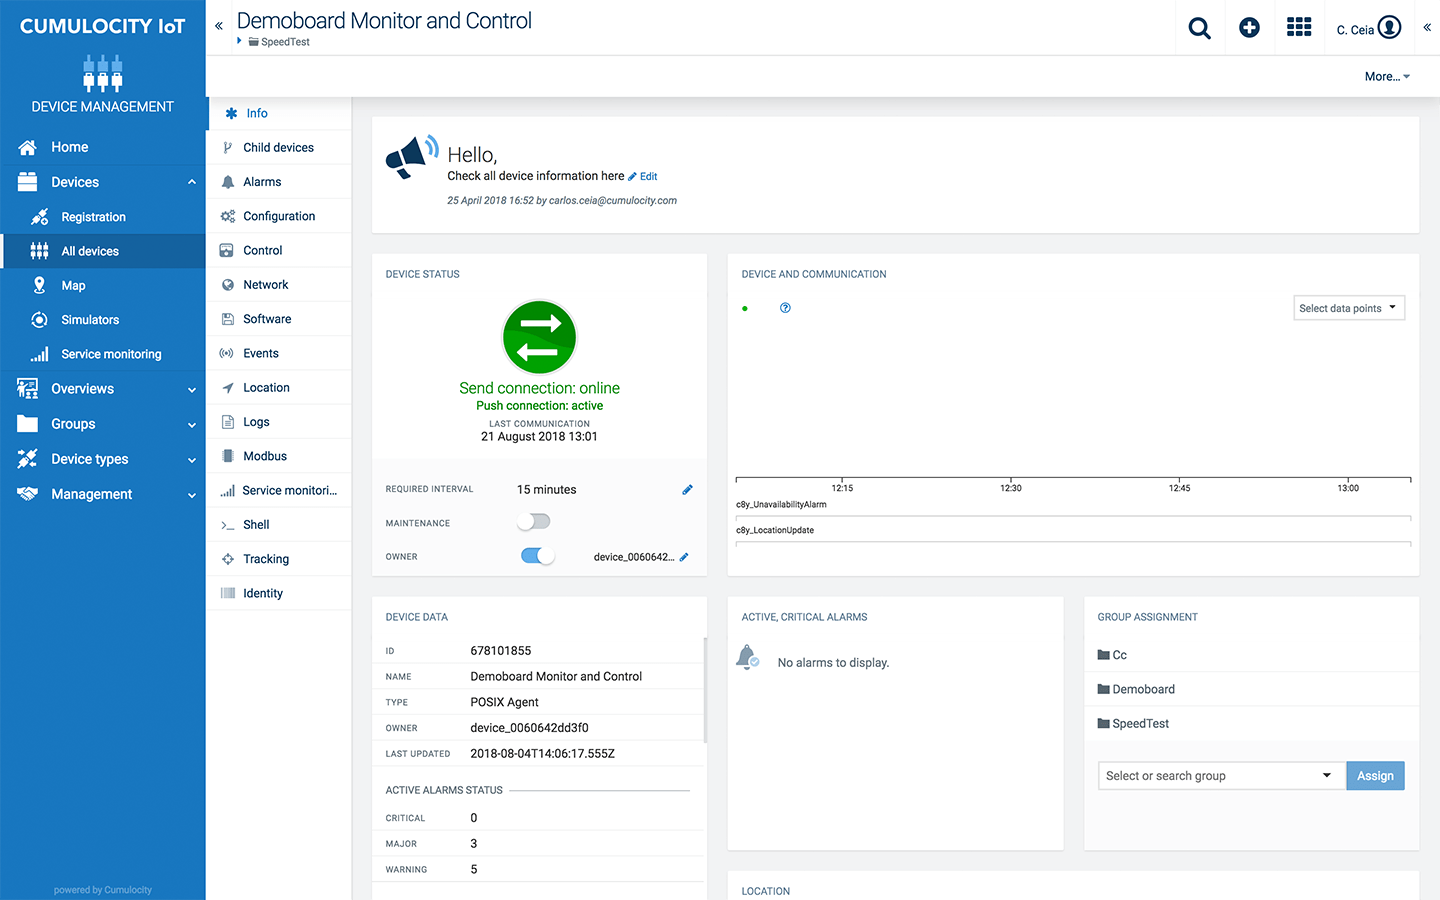 CUMULOCITY IoT
DEVICE MANAGEMENT
Home
Devices
Registration
All devices
Map
Simulators
Service monitoring
Overviews
Groups
Device types
Management
powered by Cumulocity
«
Demoboard Monitor and Control
SpeedTest
C. Ceia
«
More...
Info
Child devices
Alarms
Configuration
Control
Network
Software
Events
Location
Logs
Modbus
Service monitori...
Shell
Tracking
Identity
Hello,
Check all device information here Edit
25 April 2018 16:52 by carlos.ceia@cumulocity.com
DEVICE STATUS
Send connection: online
Push connection: active
LAST COMMUNICATION
21 August 2018 13:01
REQUIRED INTERVAL 15 minutes
MAINTENANCE
OWNER device_0060642...
DEVICE AND COMMUNICATION
Select data points
12:15 12:30 12:45 13:00
c8y_UnavailabilityAlarm
c8y_LocationUpdate
DEVICE DATA
ID 678101855
NAME Demoboard Monitor and Control
TYPE POSIX Agent
OWNER device_0060642dd3f0
LAST UPDATED 2018-08-04T14:06:17.555Z
ACTIVE ALARMS STATUS
CRITICAL 0
MAJOR 3
WARNING 5
ACTIVE, CRITICAL ALARMS
No alarms to display.
GROUP ASSIGNMENT
Cc
Demoboard
SpeedTest
Select or search group Assign
LOCATION